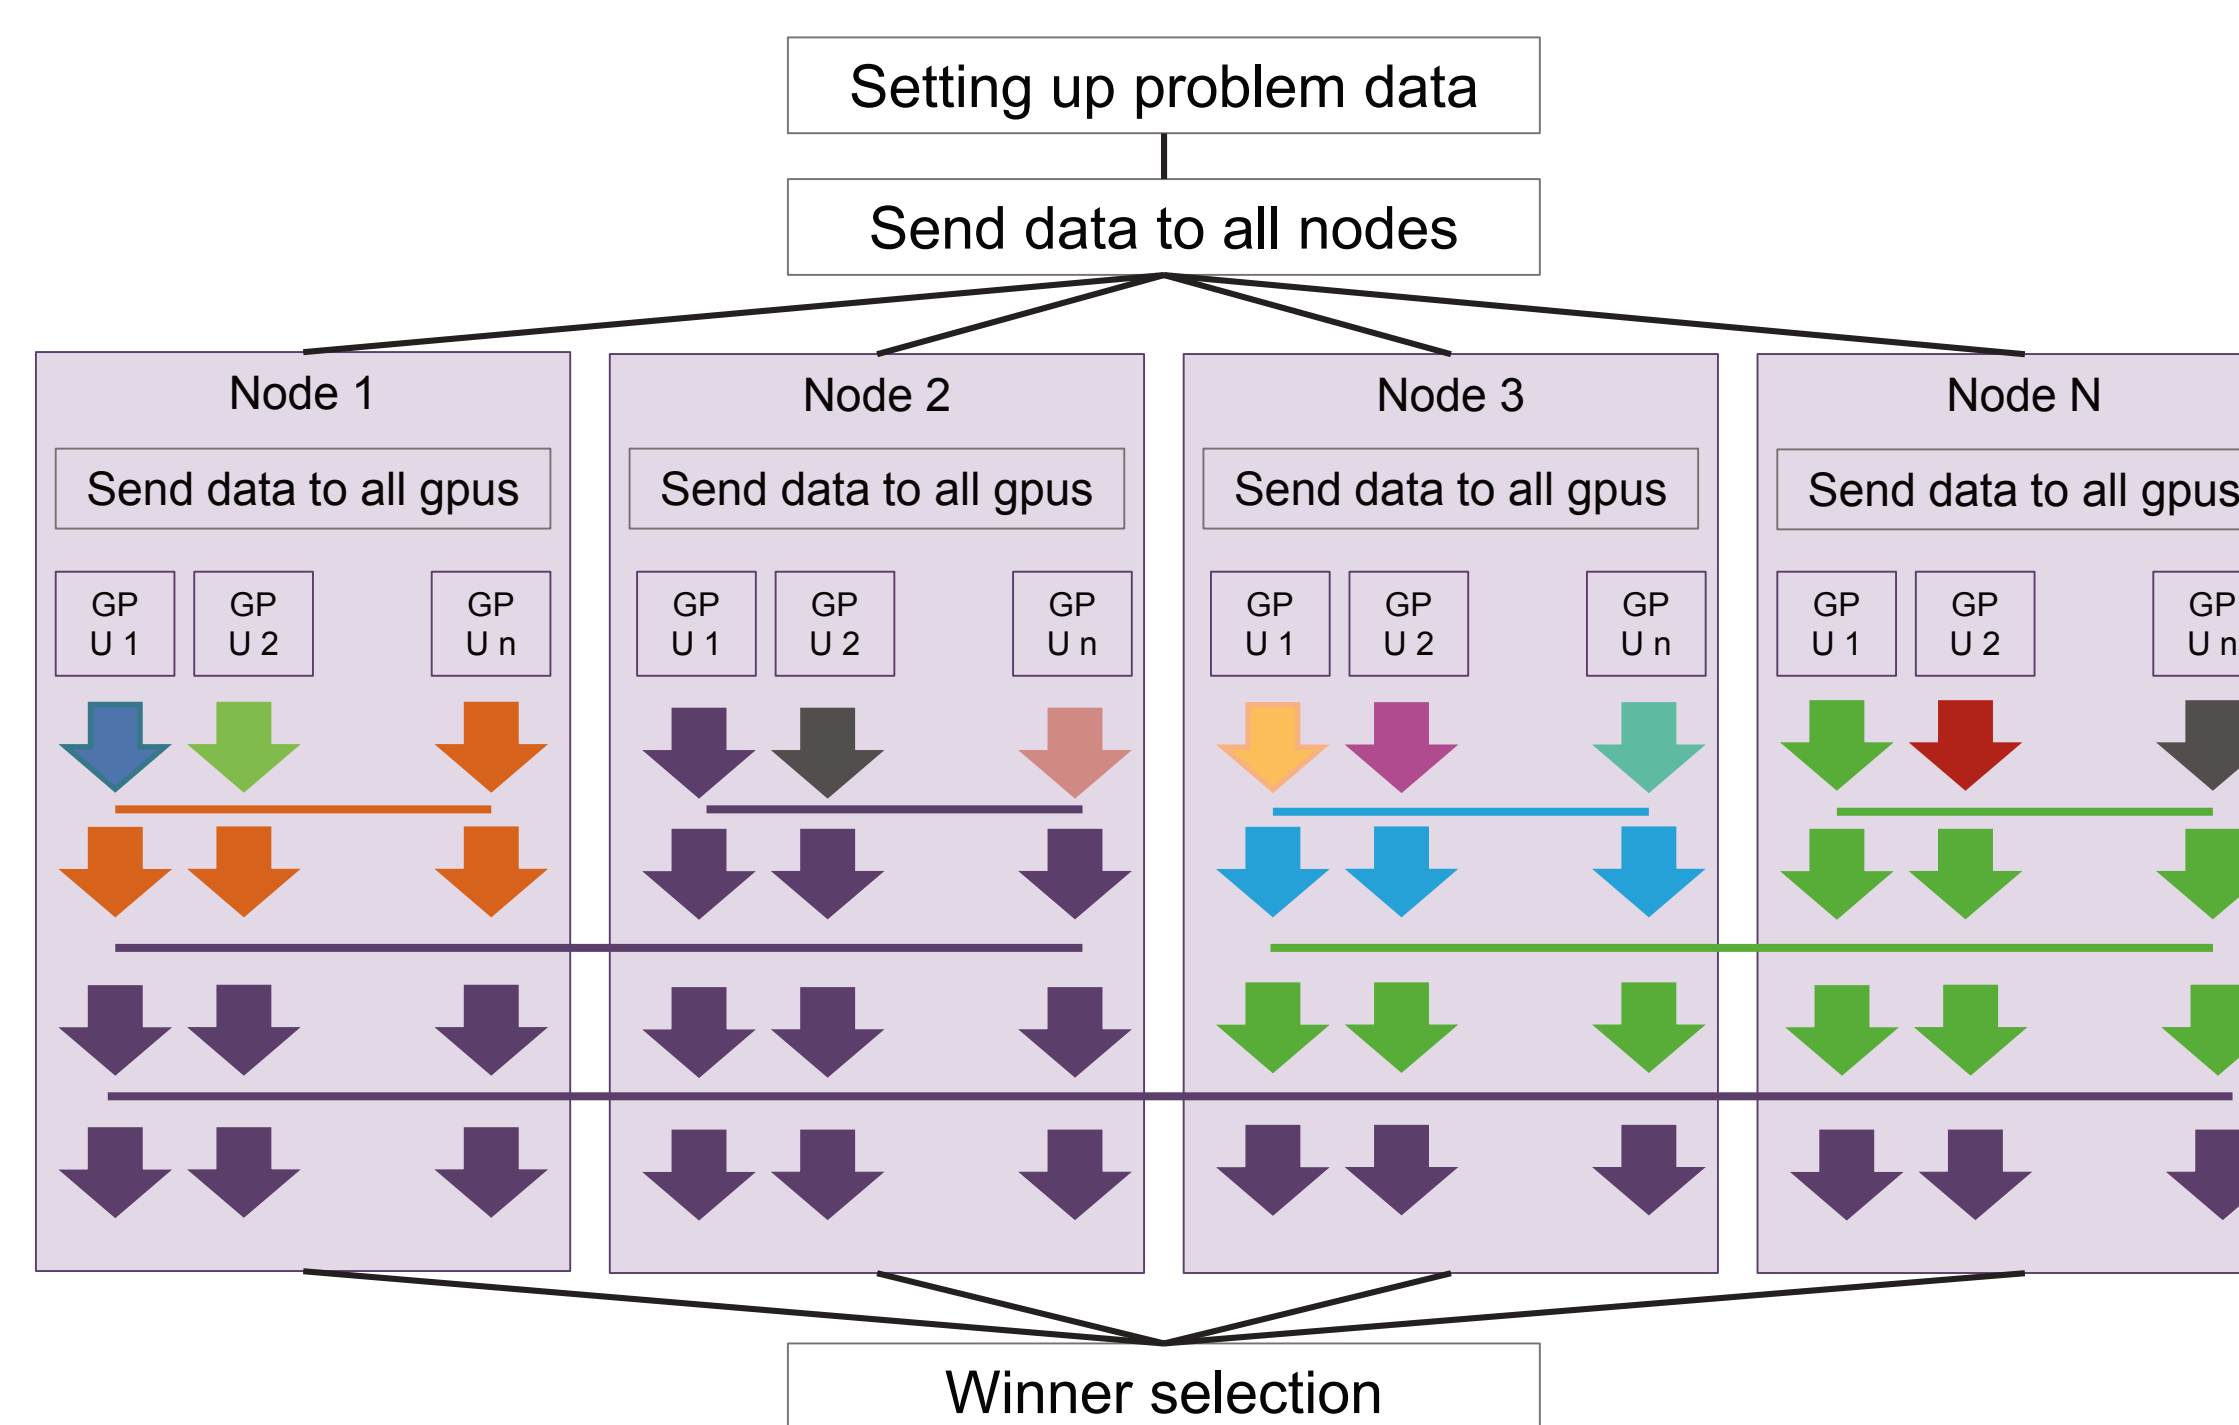 Setting up problem data
Send data to all nodes
Node 1
Node 2
Node 3
Node N
Send data to all gpus
Send data to all gpus
Send data to all gpus
Send data to all gpus
GP
U 1
GP
U 2
GP
U n
GP
U 1
GP
U 2
GP
U n
GP
U 1
GP
U 2
GP
U n
GP
U 1
GP
U 2
GP
U n
Winner selection